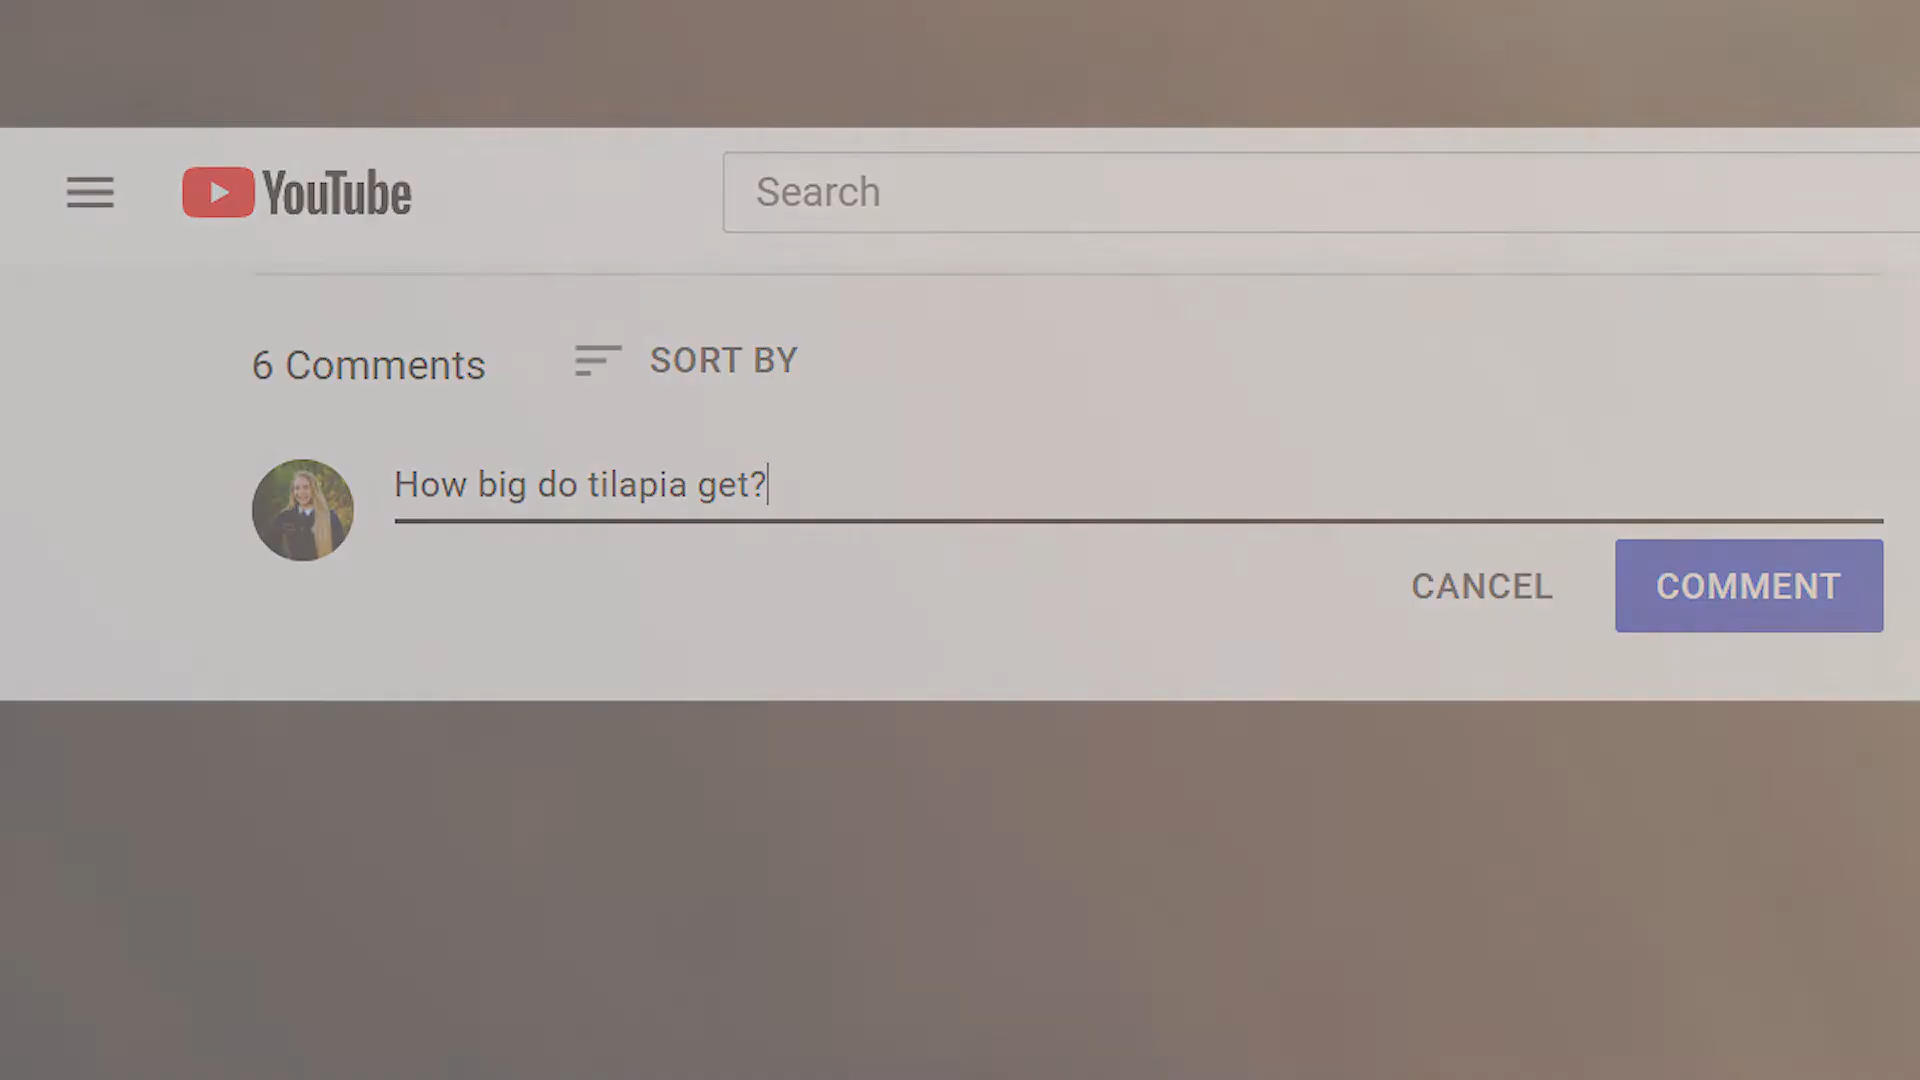 YouTube
Search
6 Comments
SORT BY
How big do tilapia get?
CANCEL
COMMENT